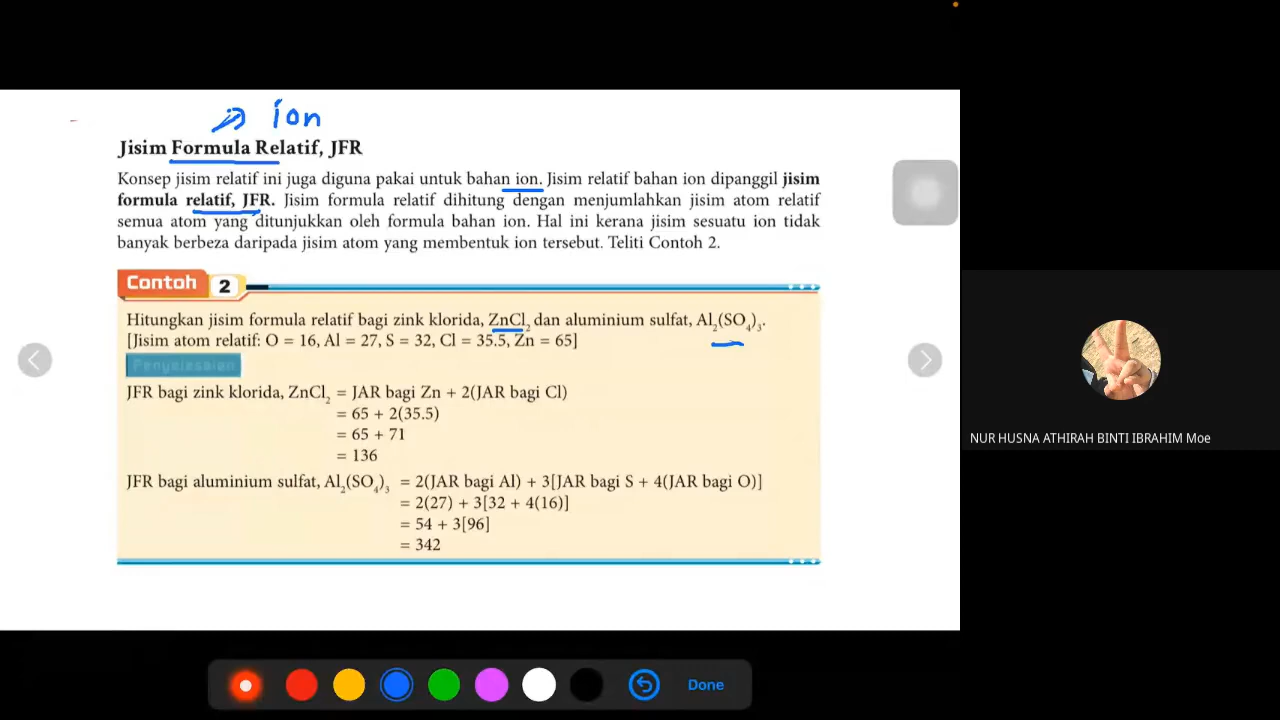 ion
Jisim Formula Relatif, JFR
Konsep jisim relatif ini juga diguna pakai untuk bahan ion. Jisim relatif bahan ion dipanggil jisim
formula relatif, JFR. Jisim formula relatif dihitung dengan menjumlahkan jisim atom relatif
semua atom yang ditunjukkan oleh formula bahan ion. Hal ini kerana jisim sesuatu ion tidak
banyak berbeza daripada jisim atom yang membentuk ion tersebut. Teliti Contoh 2.
Contoh 2
Hitungkan jisim formula relatif bagi zink klorida, ZnCl₂ dan aluminium sulfat, Al₂(SO₄)₃.
[Jisim atom relatif: O = 16, Al = 27, S = 32, Cl = 35.5, Zn = 65]
Penyelesaian
JFR bagi zink klorida, ZnCl₂ = JAR bagi Zn + 2(JAR bagi Cl)
= 65 + 2(35.5)
= 65 + 71
= 136
JFR bagi aluminium sulfat, Al₂(SO₄)₃ = 2(JAR bagi Al) + 3[JAR bagi S + 4(JAR bagi O)]
= 2(27) + 3[32 + 4(16)]
= 54 + 3[96]
= 342
NUR HUSNA ATHIRAH BINTI IBRAHIM Moe
Done